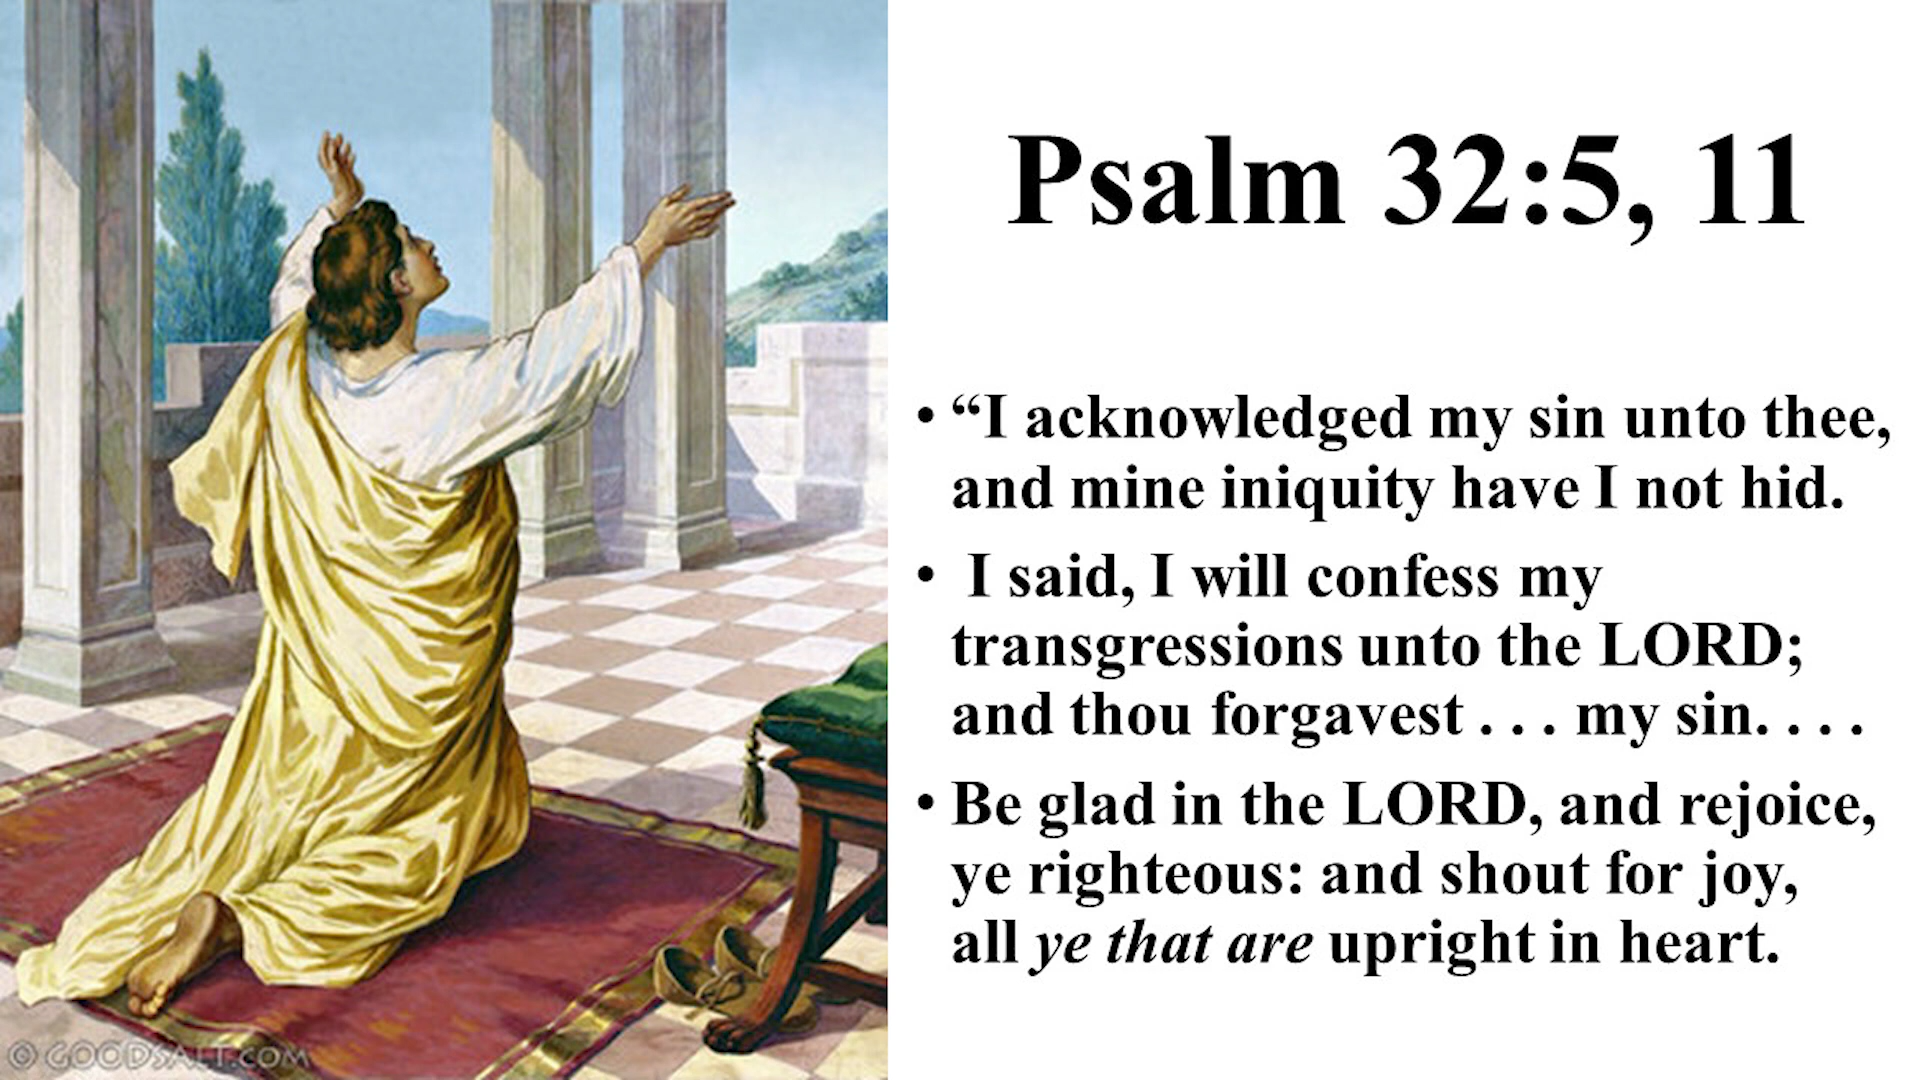 Psalm 32:5, 11
• “I acknowledged my sin unto thee,
and mine iniquity have I not hid.
• I said, I will confess my
transgressions unto the LORD;
and thou forgavest . . . my sin. . . .
• Be glad in the LORD, and rejoice,
ye righteous: and shout for joy,
all ye that are upright in heart.
© GOODSALT.COM